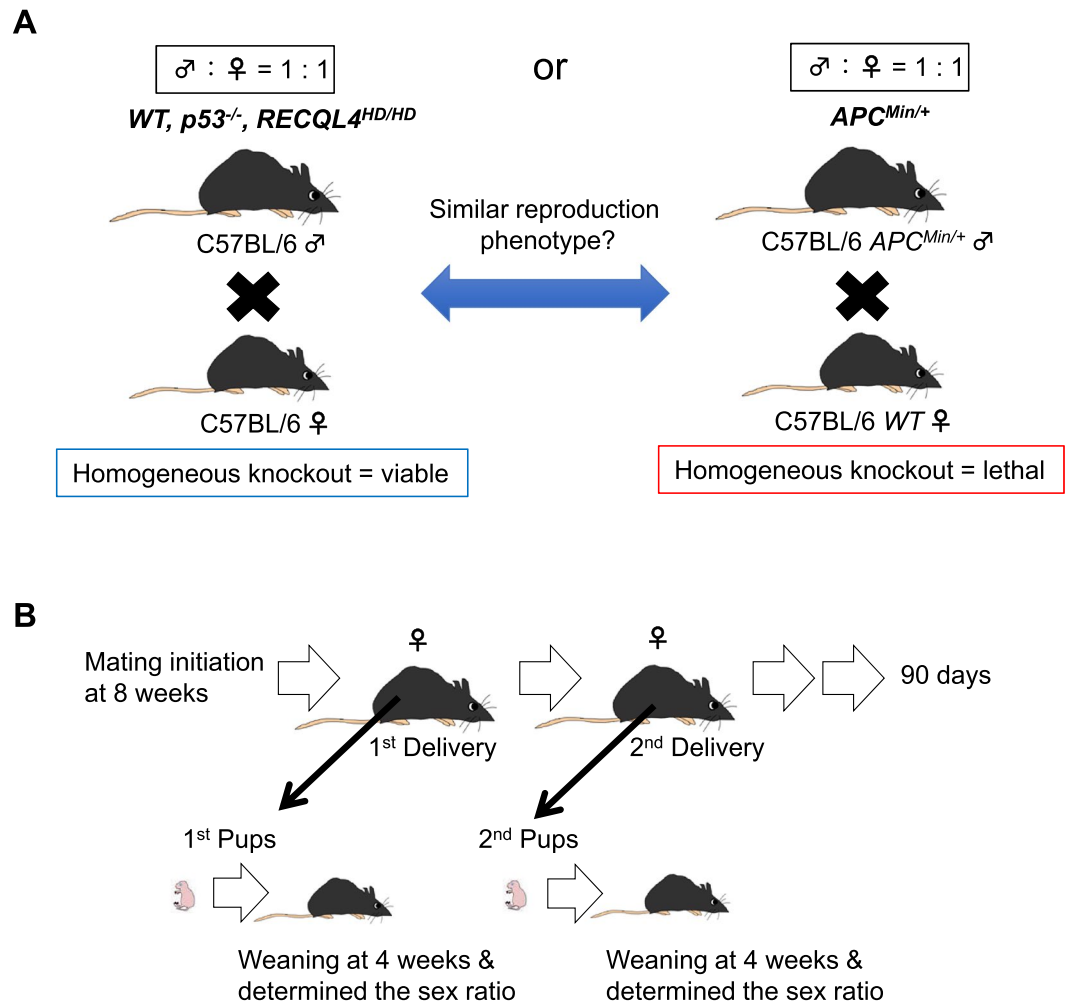 A
♂ : ♀ = 1 : 1
or
♂ : ♀ = 1 : 1
WT, p53-/-, RECQL4HD/HD
APCMin/+
Similar reproduction
phenotype?
C57BL/6 ♂
C57BL/6 APCMin/+ ♂
C57BL/6 ♀
C57BL/6 WT ♀
Homogeneous knockout = viable
Homogeneous knockout = lethal
B
♀
♀
Mating initiation
at 8 weeks
90 days
1st Delivery
2nd Delivery
1st Pups
2nd Pups
Weaning at 4 weeks &
determined the sex ratio
Weaning at 4 weeks &
determined the sex ratio